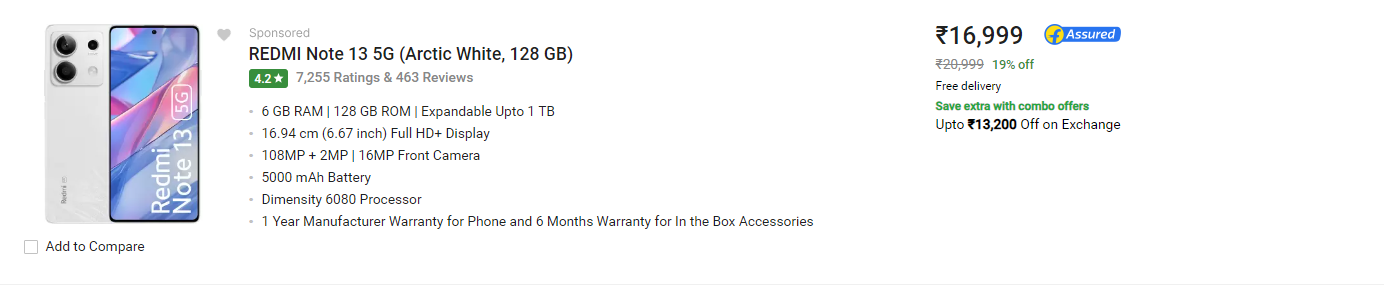 Sponsored
REDMI Note 13 5G (Arctic White, 128 GB)
4.2★ 7,255 Ratings & 463 Reviews
6 GB RAM | 128 GB ROM | Expandable Upto 1 TB
16.94 cm (6.67 inch) Full HD+ Display
108MP + 2MP | 16MP Front Camera
5000 mAh Battery
Dimensity 6080 Processor
1 Year Manufacturer Warranty for Phone and 6 Months Warranty for In the Box Accessories
Redmi
Redmi
Note 13 5G
Add to Compare
₹16,999 f Assured
₹20,999 19% off
Free delivery
Save extra with combo offers
Upto ₹13,200 Off on Exchange